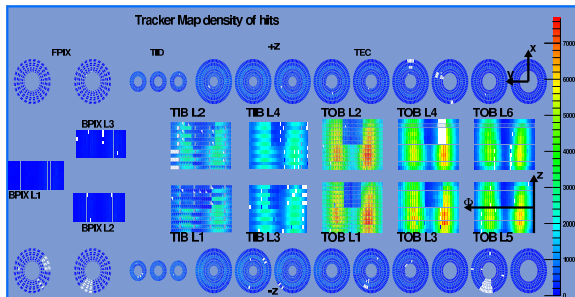 Tracker Map density of hits
FPIX TID +z TEC
x
y
7000
6000
5000
4000
3000
2000
1000
0
TIB L2 TIB L4 TOB L2 TOB L4 TOB L6
BPIX L3
BPIX L1
BPIX L2
z
Φ
TIB L1 TIB L3 TOB L1 TOB L3 TOB L5
-z